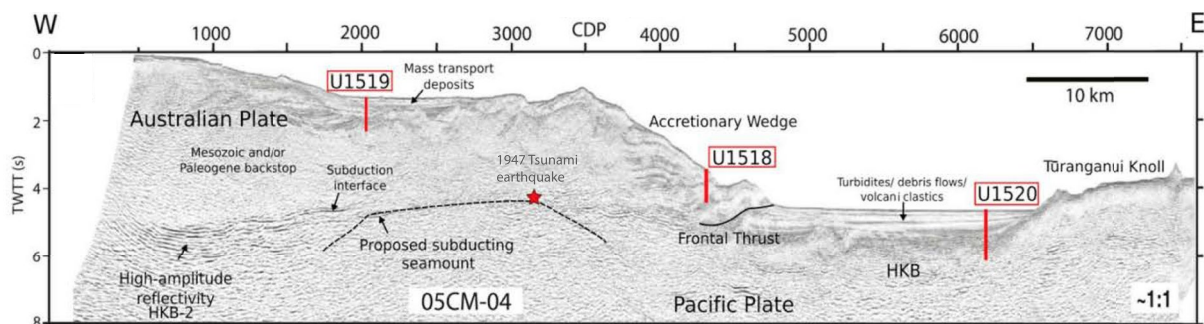 W
E
1000
2000
3000
CDP
4000
5000
6000
7000
0
2
4
6
8
TWTT (s)
U1519
Mass transport
deposits
10 km
Australian Plate
Accretionary Wedge
Mesozoic and/or
Paleogene backstop
1947 Tsunami
earthquake
U1518
Tūranganui Knoll
Subduction
interface
Turbidites/ debris flows/
volcani clastics
U1520
Proposed subducting
seamount
Frontal Thrust
HKB
High-amplitude
reflectivity
HKB-2
05CM-04
Pacific Plate
~1:1